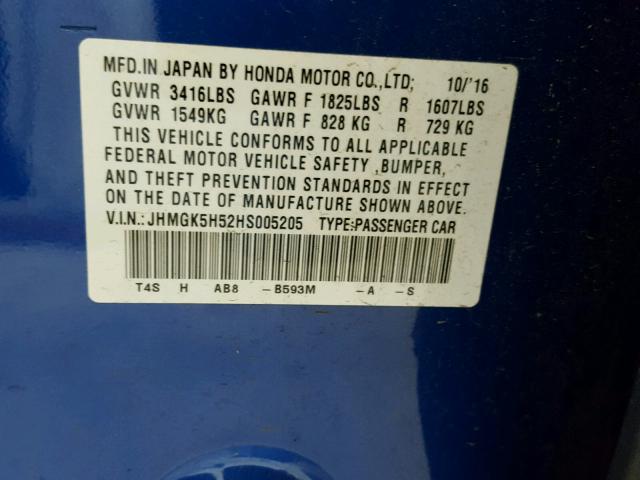 MFD.IN JAPAN BY HONDA MOTOR CO.,LTD; 10/'16
GVWR 3416LBS GAWR F 1825LBS R 1607LBS
GVWR 1549KG GAWR F 828 KG R 729 KG
THIS VEHICLE CONFORMS TO ALL APPLICABLE
FEDERAL MOTOR VEHICLE SAFETY ,BUMPER,
AND THEFT PREVENTION STANDARDS IN EFFECT
ON THE DATE OF MANUFACTURE SHOWN ABOVE.
V.I.N.: JHMGK5H52HS005205 TYPE:PASSENGER CAR
T4S H AB8 -B593M -A -S